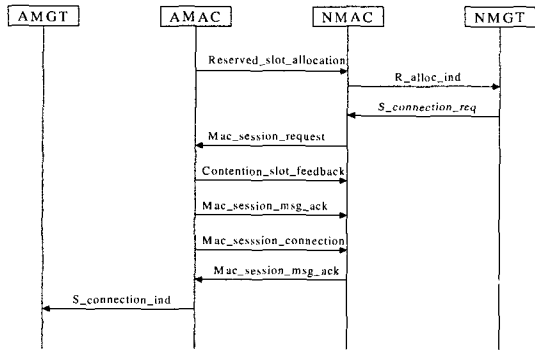 AMGT AMAC NMAC NMGT
Reserved_slot_allocation
R_alloc_ind
S_connection_req
Mac_session_request
Contention_slot_feedback
Mac_session_msg_ack
Mac_sesssion_connection
Mac_session_msg_ack
S_connection_ind